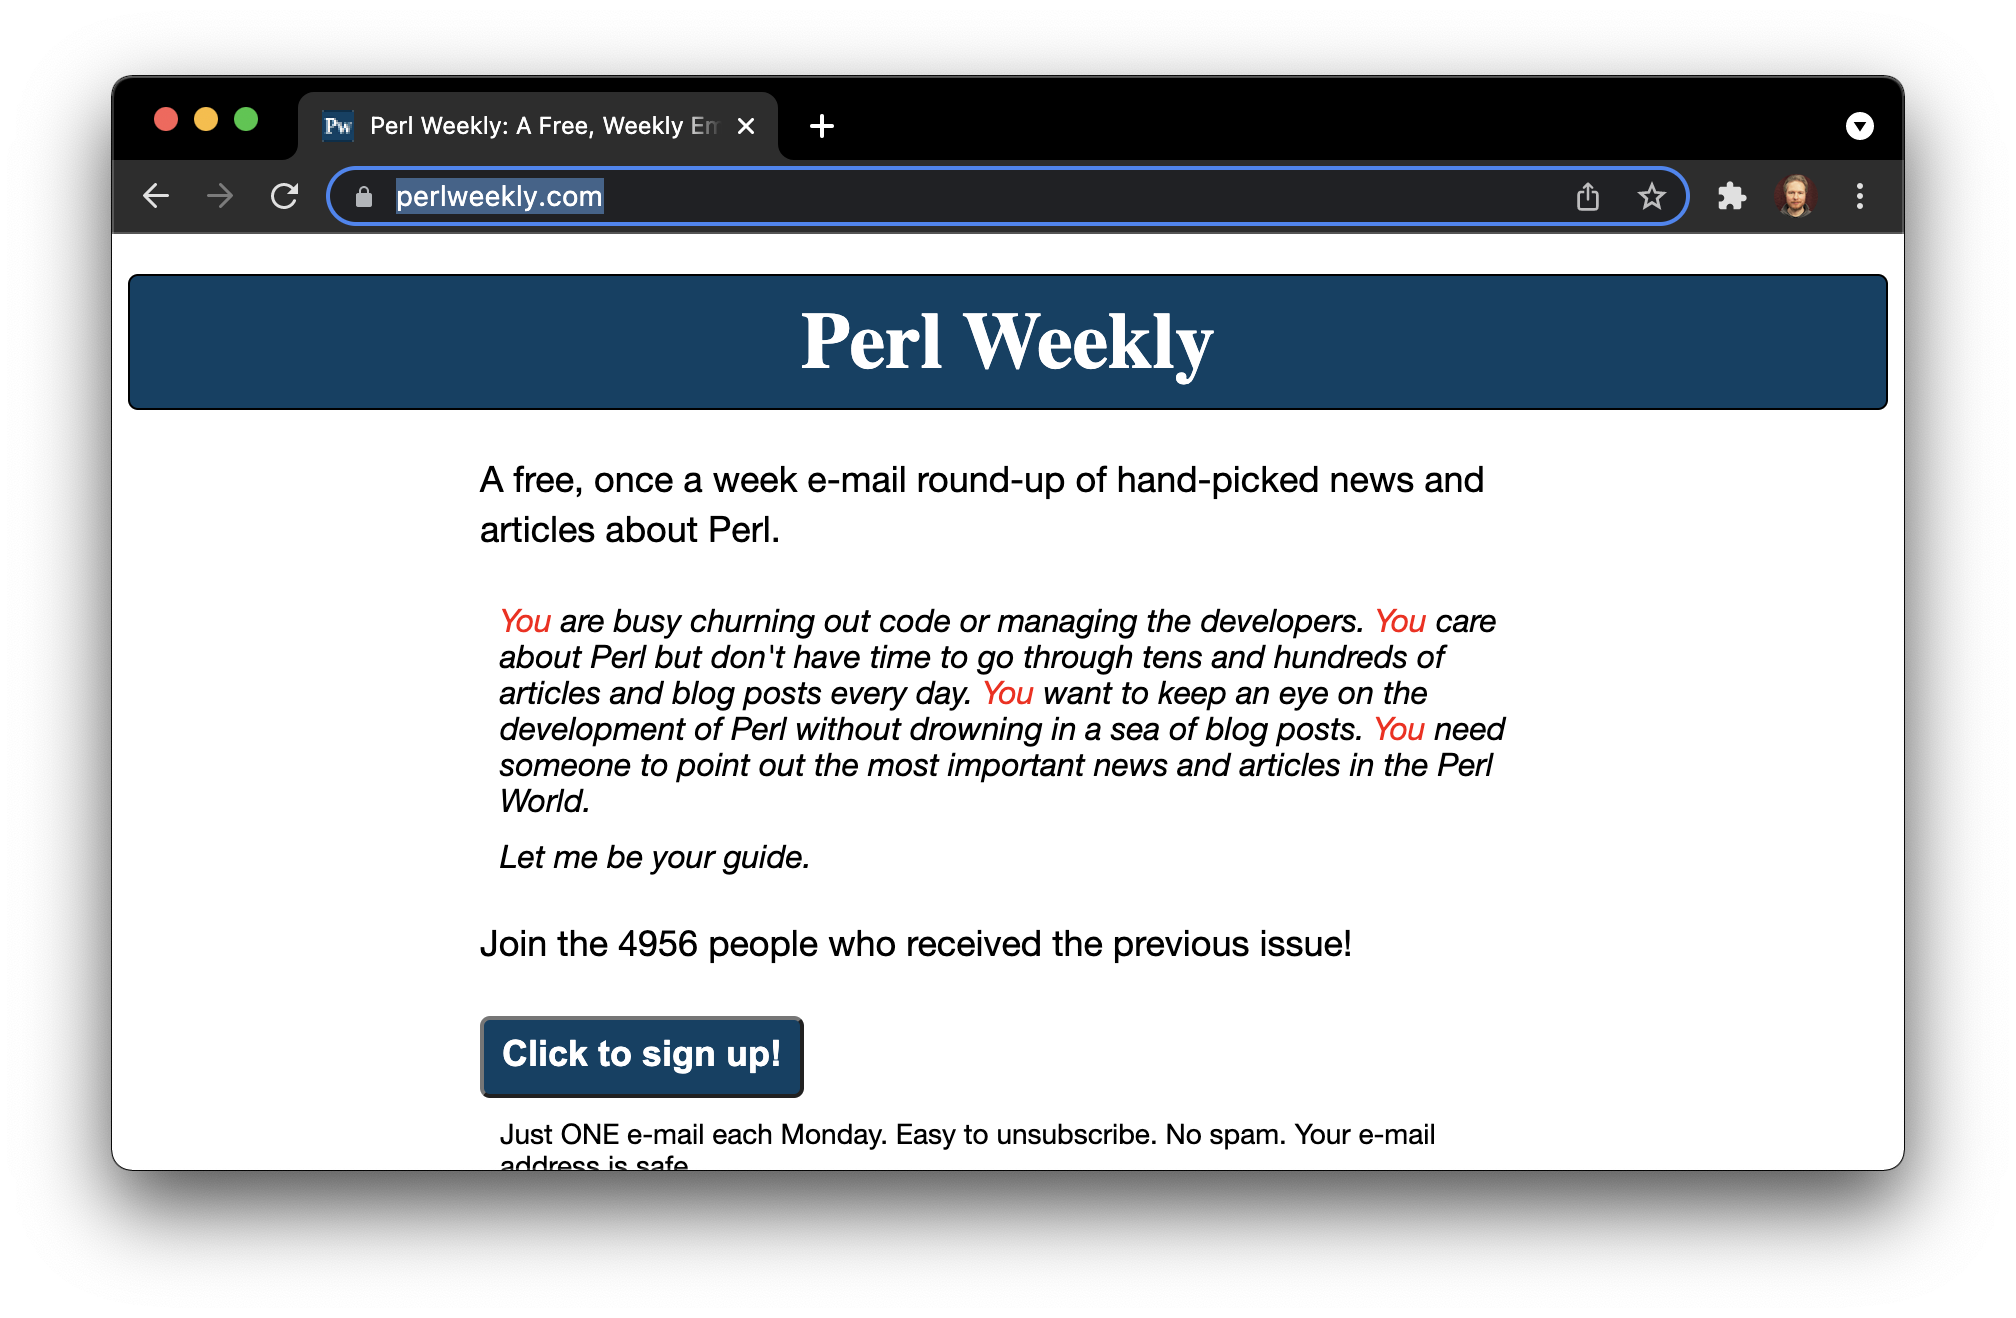 Pw Perl Weekly: A Free, Weekly Em
perlweekly.com
Perl Weekly
A free, once a week e-mail round-up of hand-picked news and
articles about Perl.
You are busy churning out code or managing the developers. You care
about Perl but don't have time to go through tens and hundreds of
articles and blog posts every day. You want to keep an eye on the
development of Perl without drowning in a sea of blog posts. You need
someone to point out the most important news and articles in the Perl
World.
Let me be your guide.
Join the 4956 people who received the previous issue!
Click to sign up!
Just ONE e-mail each Monday. Easy to unsubscribe. No spam. Your e-mail
address is safe